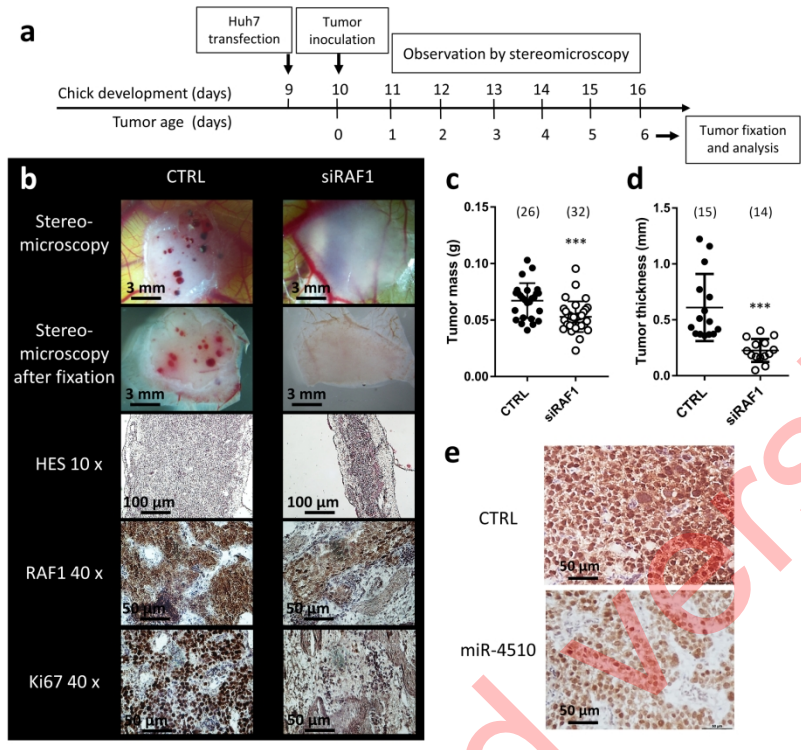 a
Huh7
transfection
Tumor
inoculation
Observation by stereomicroscopy
Chick development (days)
9 10 11 12 13 14 15 16
Tumor age (days)
0 1 2 3 4 5 6
Tumor fixation
and analysis
b
CTRL siRAF1
Stereo-
microscopy
3 mm 3 mm
Stereo-
microscopy
after fixation
3 mm 3 mm
HES 10 x
100 µm 100 µm
RAF1 40 x
50 µm 50 µm
Ki67 40 x
50 µm 50 µm
c
Tumor mass (g)
0.15
0.10
0.05
0.00
(26) (32)
***
CTRL
siRAF1
d
Tumor thickness (mm)
1.5
1.0
0.5
0.0
(15) (14)
***
CTRL
siRAF1
e
CTRL
50 µm
miR-4510
50 µm